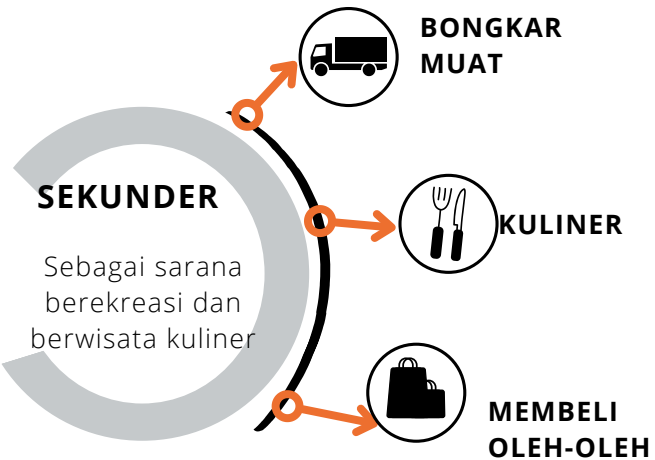 BONGKAR
MUAT
SEKUNDER
Sebagai sarana
berekreasi dan
berwisata kuliner
KULINER
MEMBELI
OLEH-OLEH